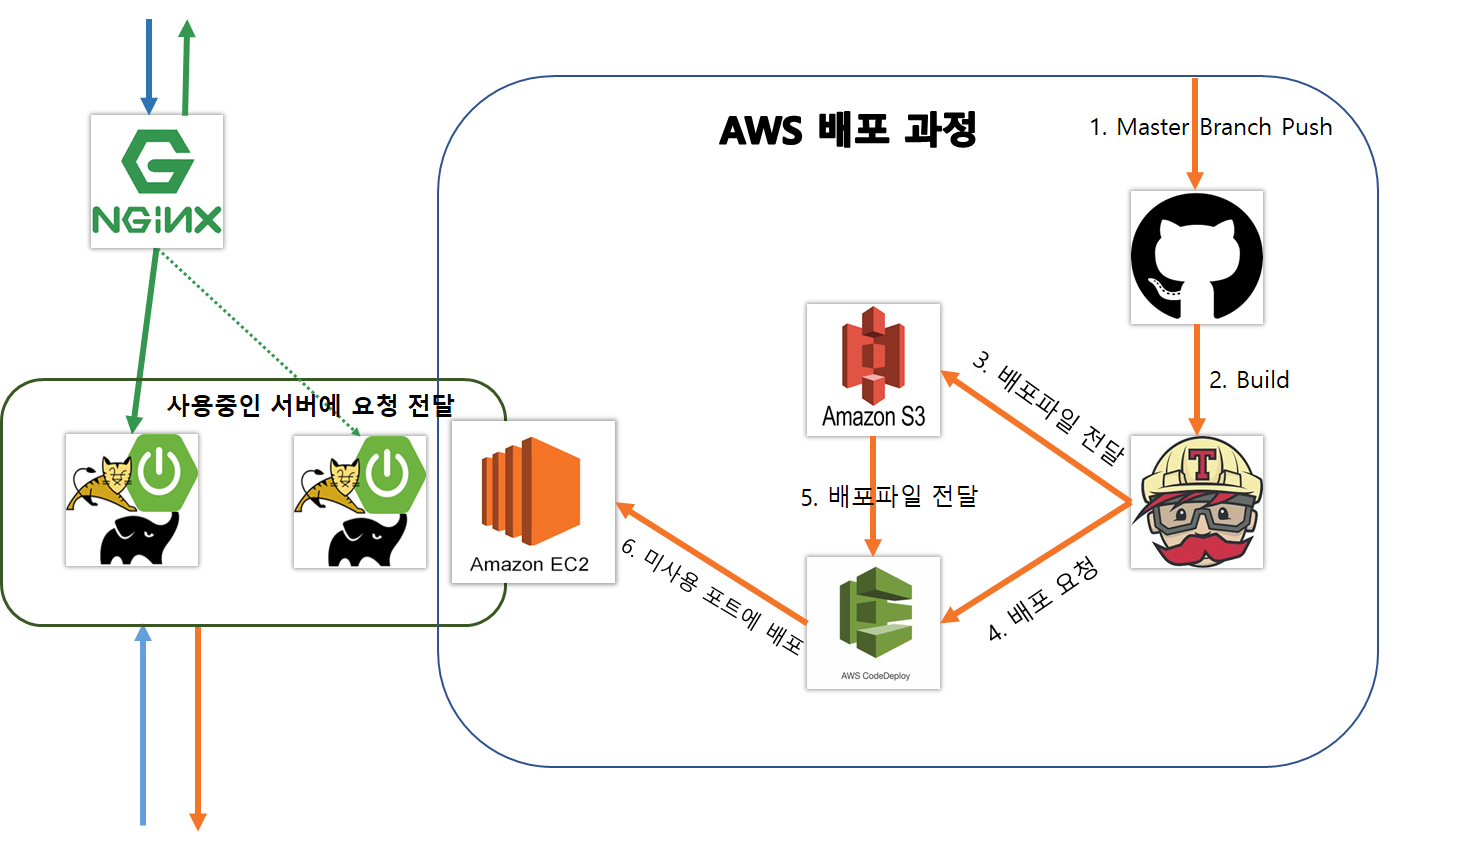 AWS 배포 과정
1. Master Branch Push
NGINX
2. Build
Amazon S3
3. 배포파일 전달
사용중인 서버에 요청 전달
T
5. 배포파일 전달
Amazon EC2
6. 미사용 포트에 배포
4. 배포 요청
AWS CodeDeploy